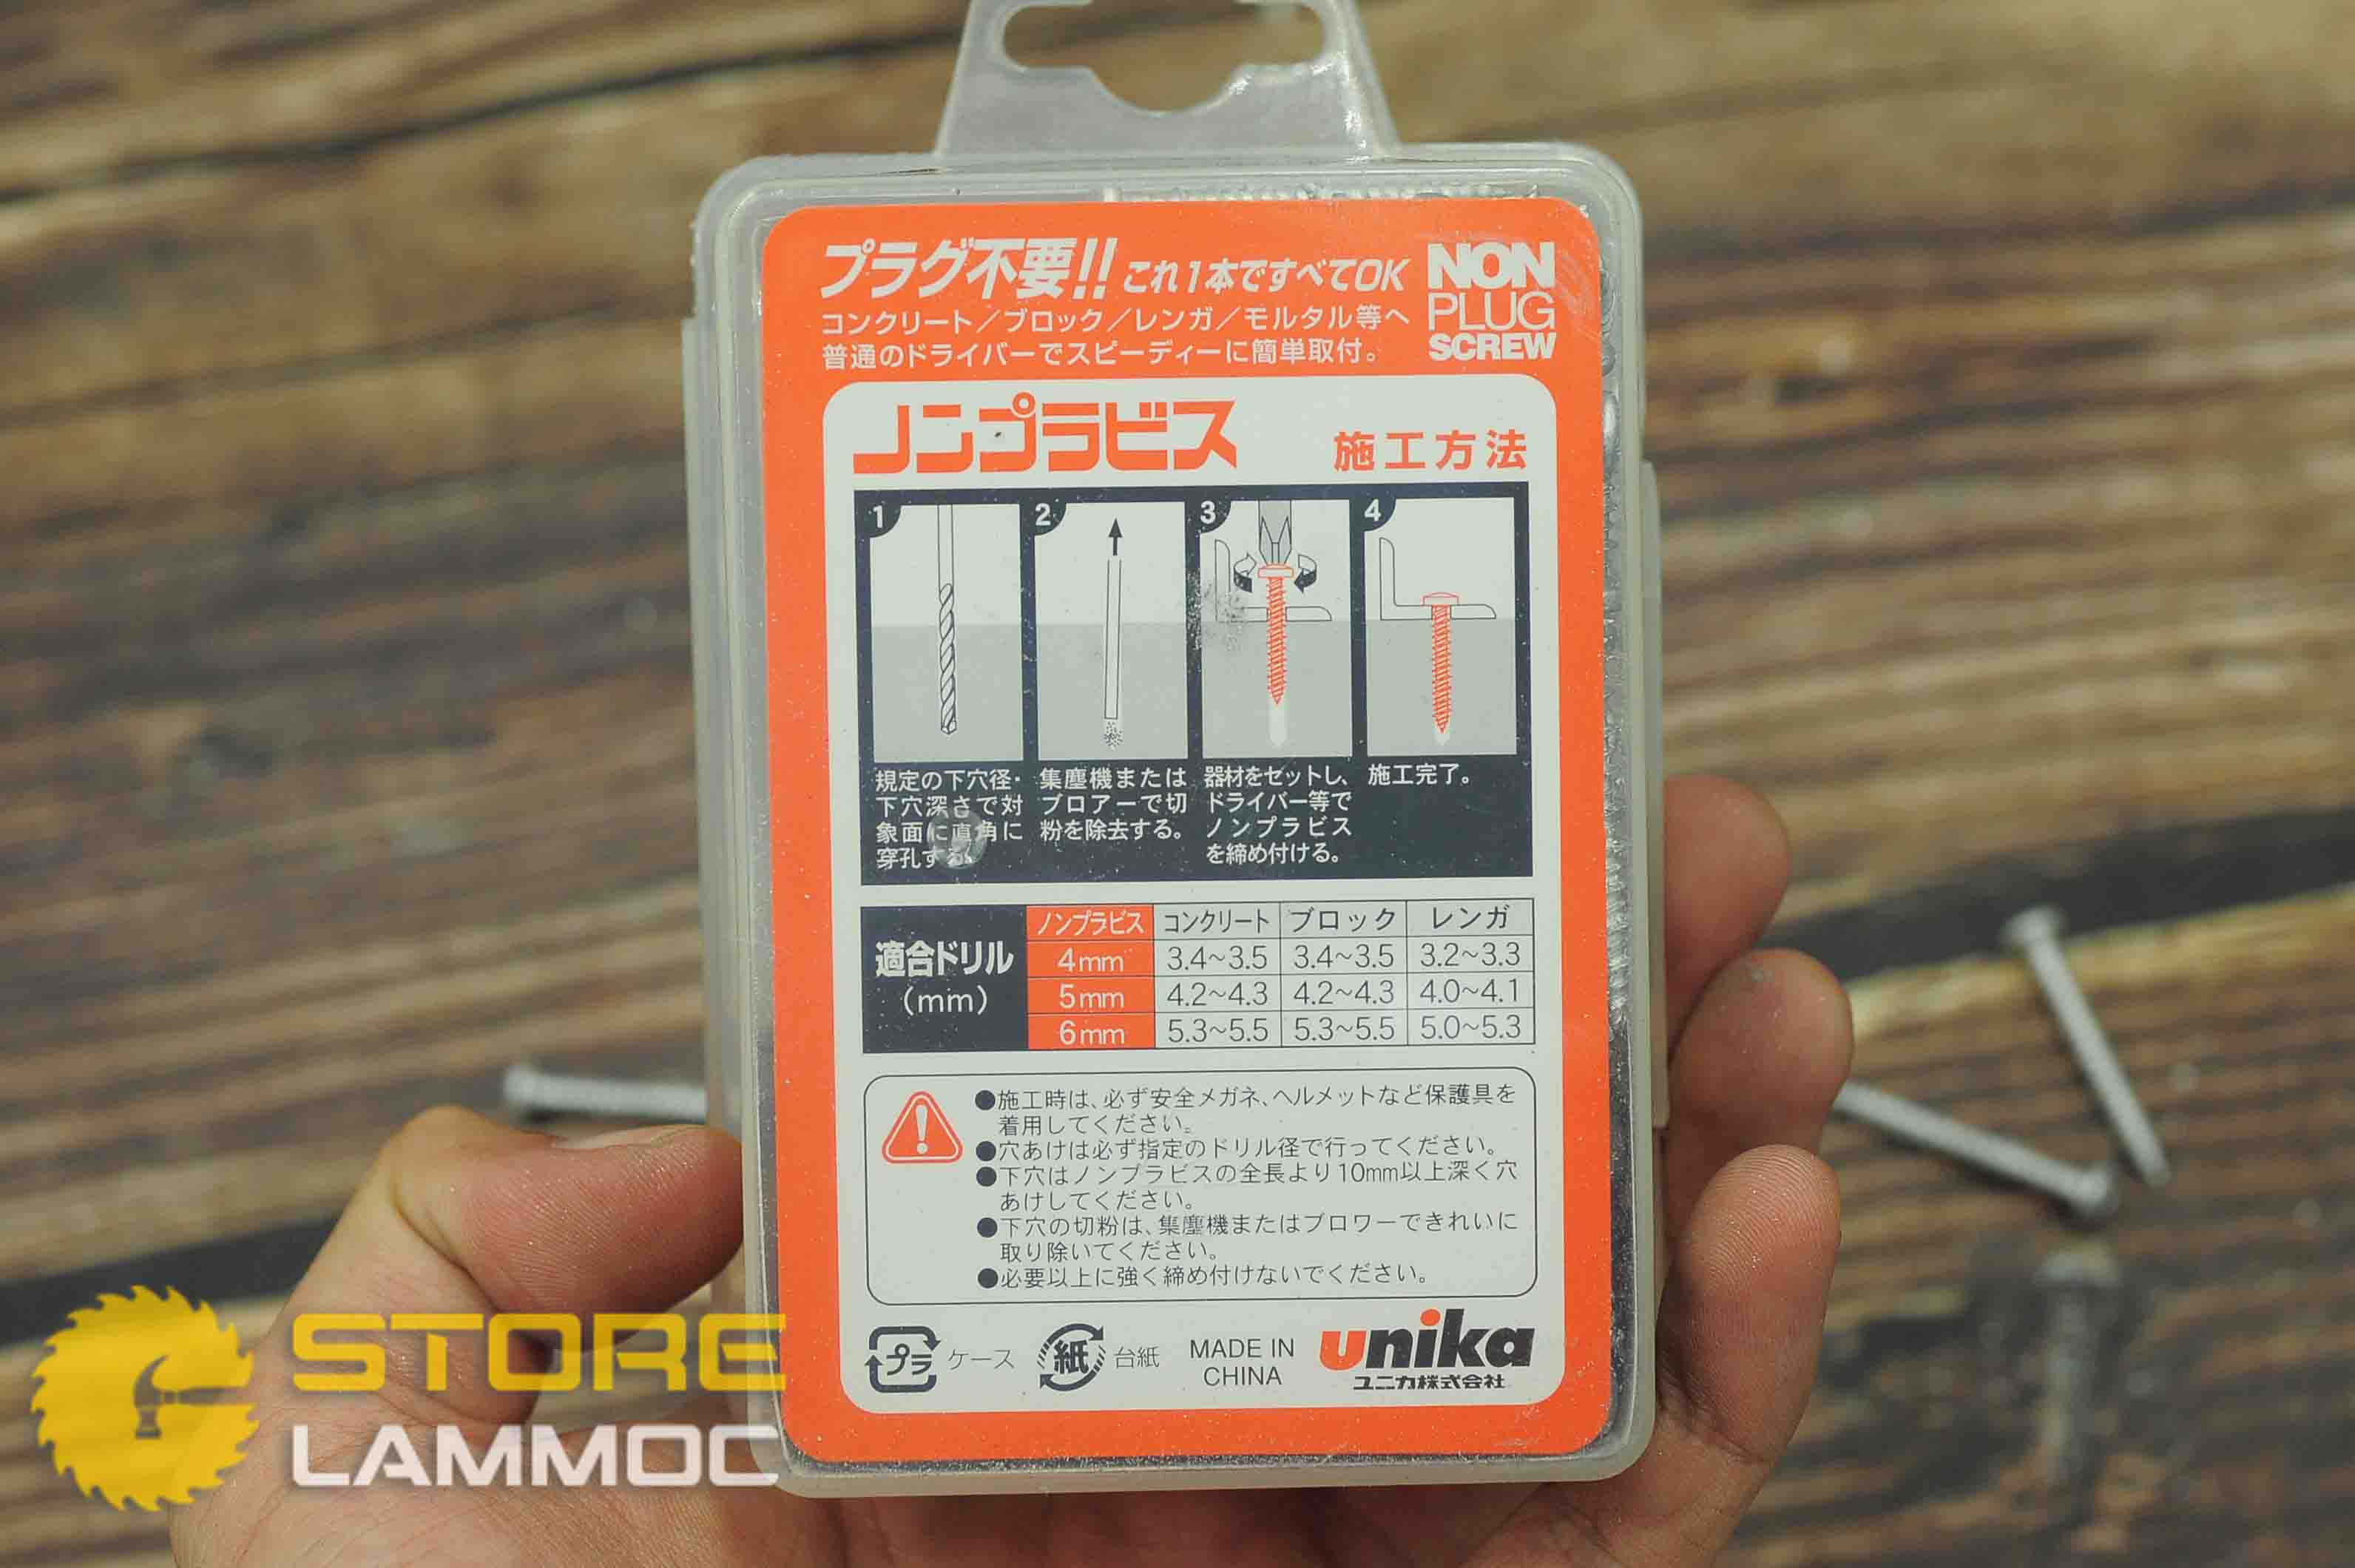 プラグ不要!! これ1本ですべてOK
コンクリート／ブロック／レンガ／モルタル等へ
普通のドライバーでスピーディーに簡単取付。
NON
PLUG
SCREW
ノンプラビス 施工方法
1
規定の下穴径・
下穴深さで対
象面に直角に
穿孔する。
2
集塵機または
ブロアーで切
粉を除去する。
3
器材をセットし、
ドライバー等で
ノンプラビス
を締め付ける。
4
施工完了。
適合ドリル
(mm)
ノンプラビス コンクリート ブロック レンガ
4mm 3.4~3.5 3.4~3.5 3.2~3.3
5mm 4.2~4.3 4.2~4.3 4.0~4.1
6mm 5.3~5.5 5.3~5.5 5.0~5.3
●施工時は、必ず安全メガネ、ヘルメットなど保護具を
着用してください。
●穴あけは必ず指定のドリル径で行ってください。
●下穴はノンプラビスの全長より10mm以上深く穴
あけしてください。
●下穴の切粉は、集塵機またはブロワーできれいに
取り除いてください。
●必要以上に強く締め付けないでください。
プラ ケース 紙 台紙
MADE IN
CHINA
unika
ユニカ株式会社
STORE
LAMMOC